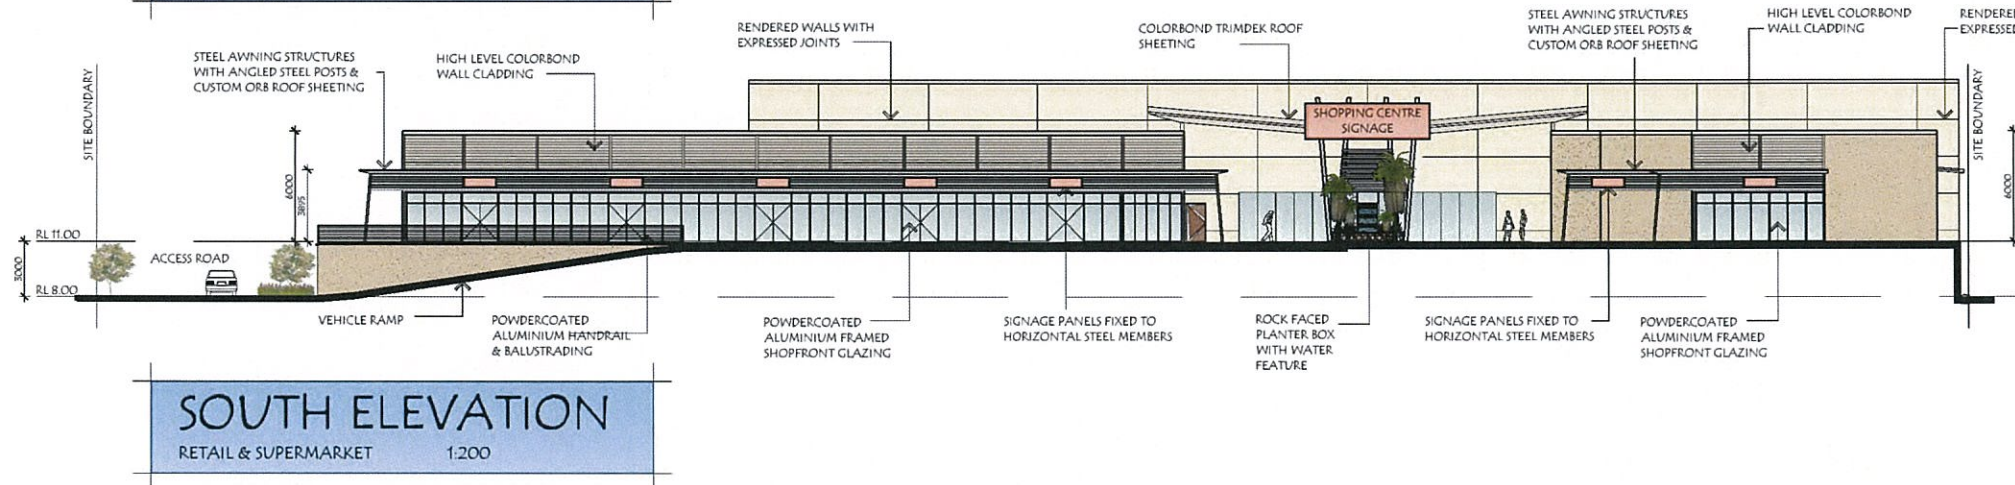 STEEL AWNING STRUCTURES
WITH ANGLED STEEL POSTS &
CUSTOM ORB ROOF SHEETING
HIGH LEVEL COLORBOND
WALL CLADDING
RENDERED WALLS WITH
EXPRESSED JOINTS
COLORBOND TRIMDEK ROOF
SHEETING
STEEL AWNING STRUCTURES
WITH ANGLED STEEL POSTS &
CUSTOM ORB ROOF SHEETING
HIGH LEVEL COLORBOND
WALL CLADDING
RENDERE
EXPRESSE
SITE BOUNDARY
SHOPPING CENTRE
SIGNAGE
SITE BOUNDARY
6000
3895
6000
RL 11.00
ACCESS ROAD
3000
RL 8.00
VEHICLE RAMP
POWDERCOATED
ALUMINIUM HANDRAIL
& BALUSTRADING
POWDERCOATED
ALUMINIUM FRAMED
SHOPFRONT GLAZING
SIGNAGE PANELS FIXED TO
HORIZONTAL STEEL MEMBERS
ROCK FACED
PLANTER BOX
WITH WATER
FEATURE
SIGNAGE PANELS FIXED TO
HORIZONTAL STEEL MEMBERS
POWDERCOATED
ALUMINIUM FRAMED
SHOPFRONT GLAZING
SOUTH ELEVATION
RETAIL & SUPERMARKET 1:200